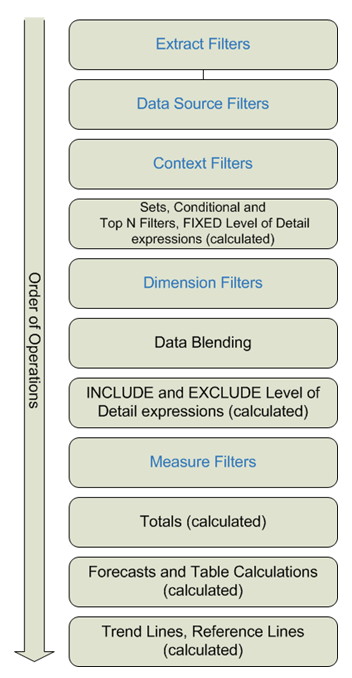 Order of Operations
Extract Filters
Data Source Filters
Context Filters
Sets, Conditional and
Top N Filters, FIXED Level of Detail
expressions (calculated)
Dimension Filters
Data Blending
INCLUDE and EXCLUDE Level of
Detail expressions (calculated)
Measure Filters
Totals (calculated)
Forecasts and Table Calculations
(calculated)
Trend Lines, Reference Lines
(calculated)